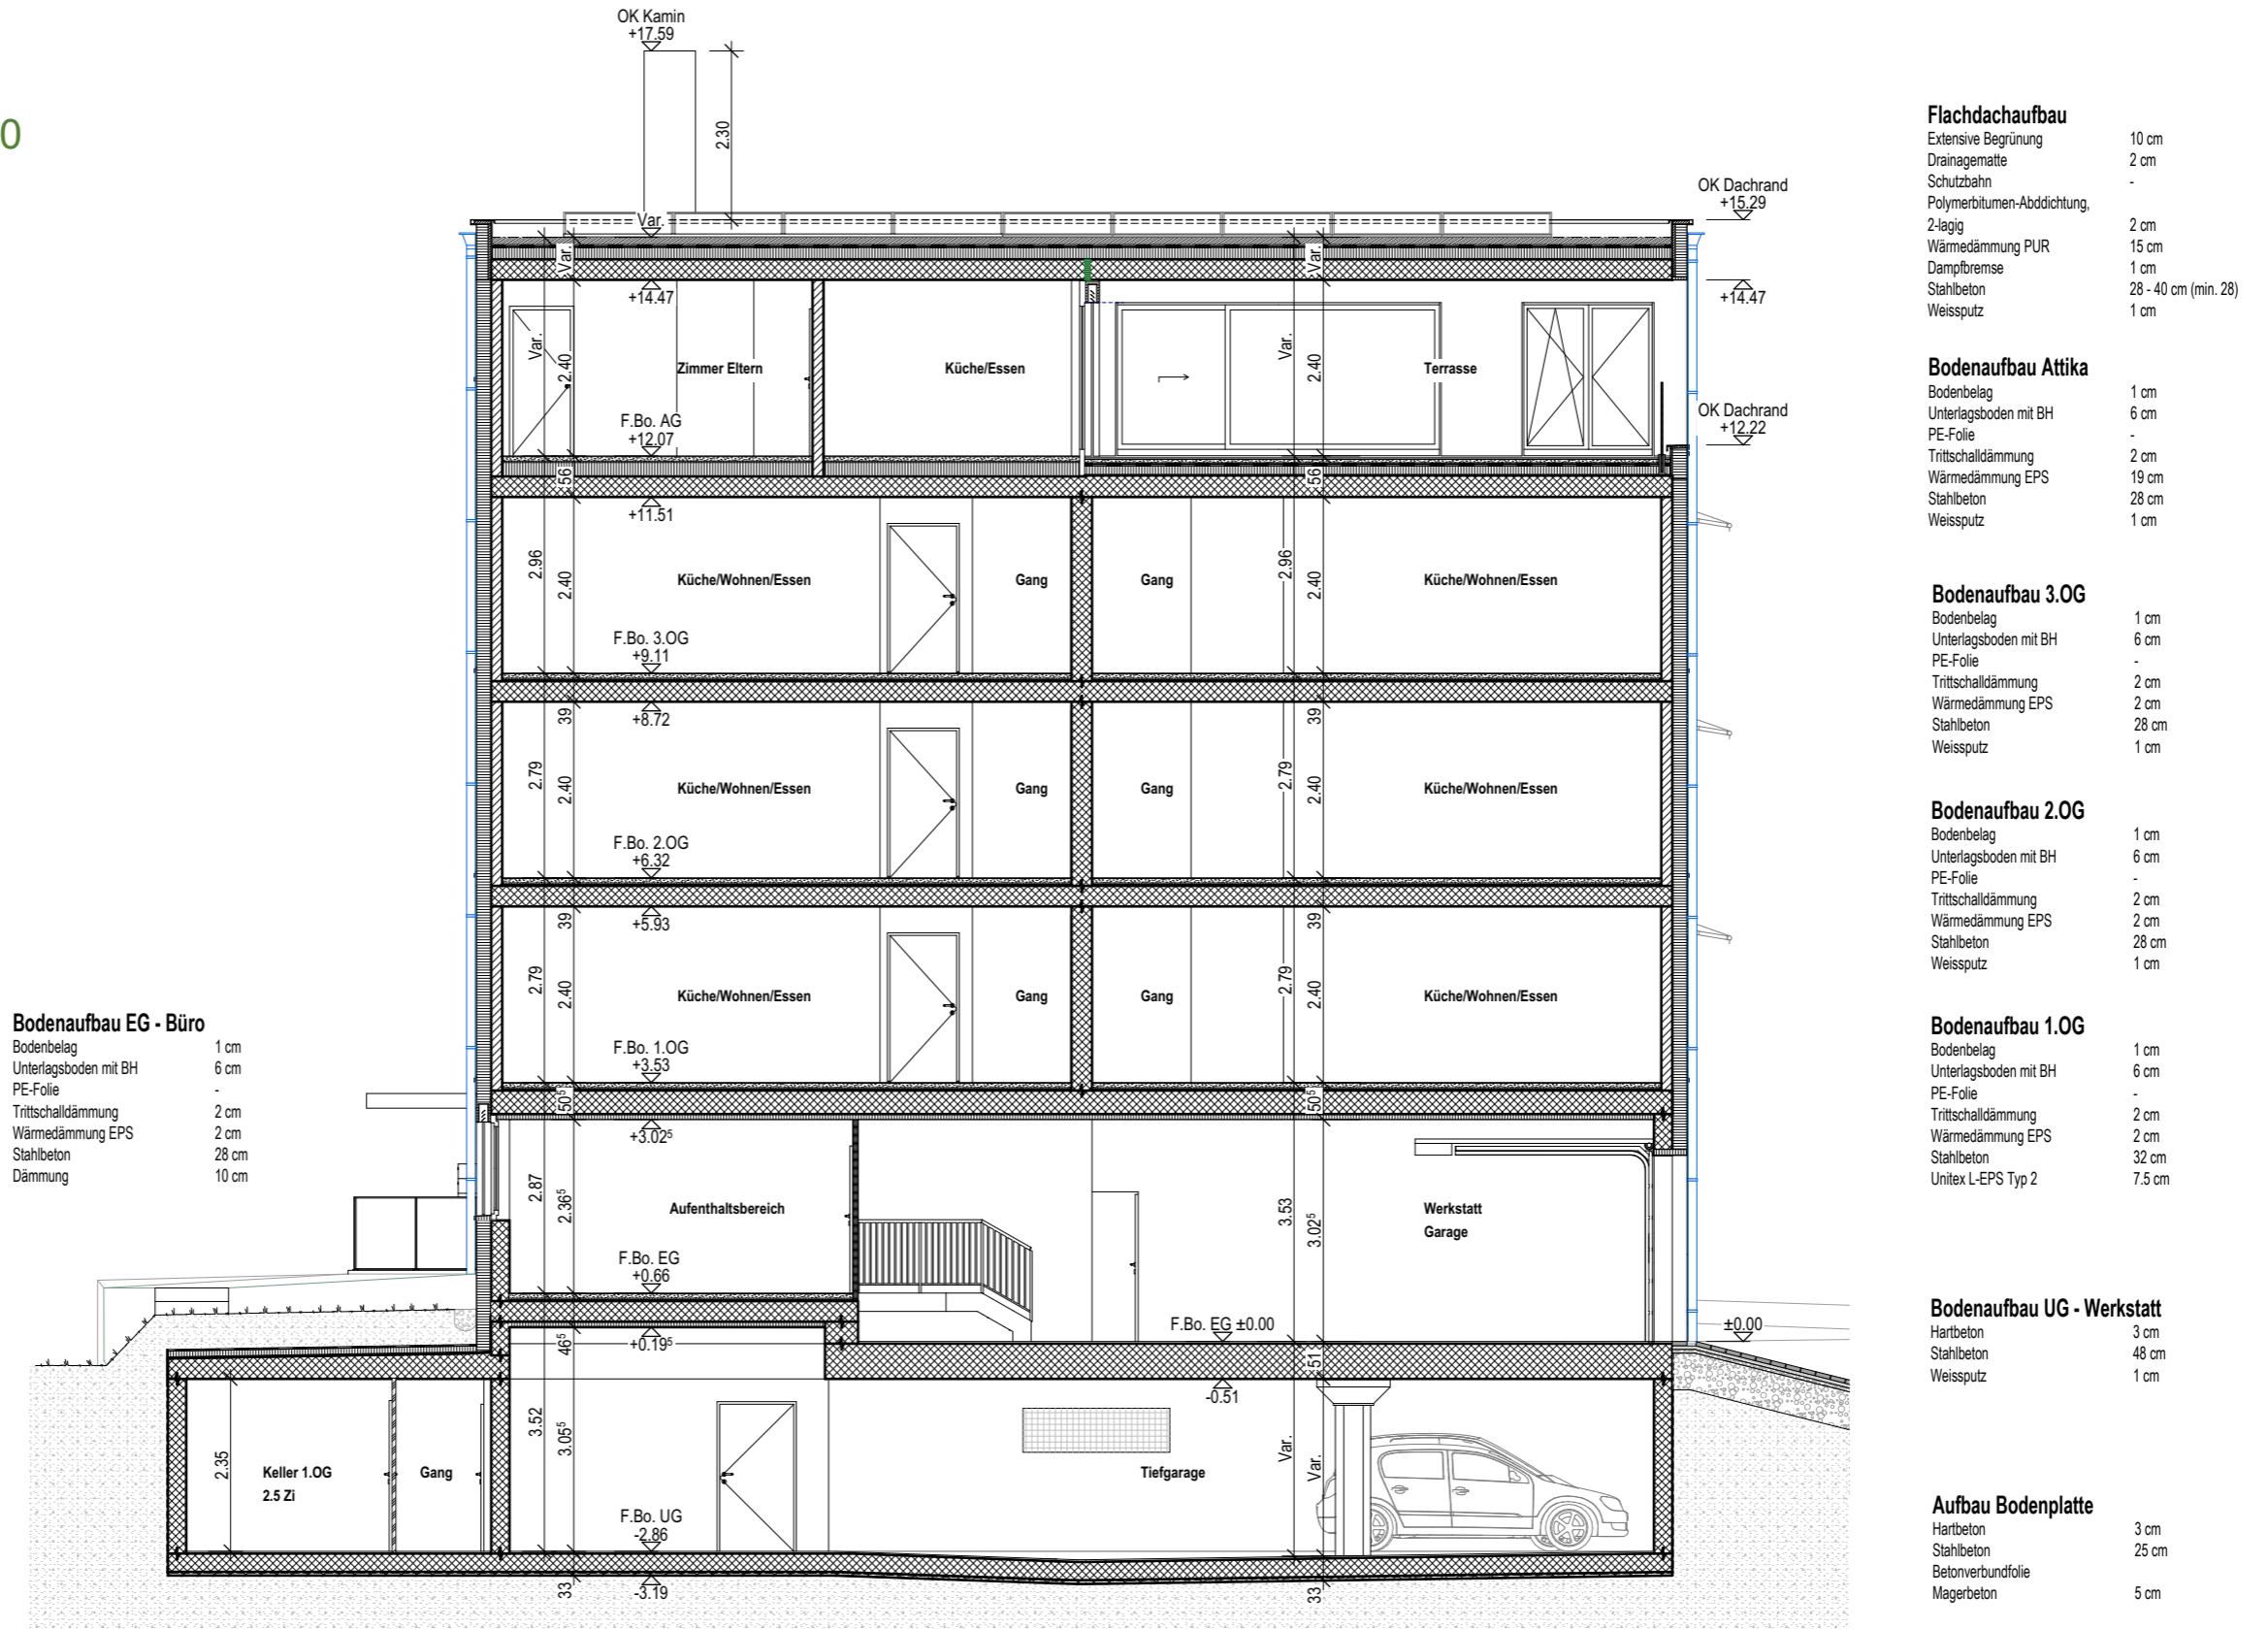 OK Kamin
+17.59
0
2.30
OK Dachrand
+15.29
Var.
Var.
Var.
+14.47
+14.47
Var.
2.40
Zimmer Eltern
Küche/Essen
Var.
2.40
Terrasse
F.Bo. AG
+12.07
OK Dachrand
+12.22
56
56
+11.51
2.96
2.40
Küche/Wohnen/Essen
Gang
Gang
2.96
2.40
Küche/Wohnen/Essen
F.Bo. 3.OG
+9.11
39
+8.72
39
2.79
2.40
Küche/Wohnen/Essen
Gang
Gang
2.79
2.40
Küche/Wohnen/Essen
F.Bo. 2.OG
+6.32
39
+5.93
39
2.79
2.40
Küche/Wohnen/Essen
Gang
Gang
2.79
2.40
Küche/Wohnen/Essen
F.Bo. 1.OG
+3.53
50⁵
50⁵
+3.02⁵
2.87
2.36⁵
Aufenthaltsbereich
3.53
3.02⁵
Werkstatt
Garage
F.Bo. EG
+0.66
F.Bo. EG ±0.00
±0.00
46⁵
+0.19⁵
51
-0.51
2.35
Keller 1.OG
2.5 Zi
Gang
3.52
3.05⁵
Tiefgarage
Var.
Var.
F.Bo. UG
-2.86
33
-3.19
33
Bodenaufbau EG - Büro
Bodenbelag 1 cm
Unterlagsboden mit BH 6 cm
PE-Folie -
Trittschalldämmung 2 cm
Wärmedämmung EPS 2 cm
Stahlbeton 28 cm
Dämmung 10 cm
Flachdachaufbau
Extensive Begrünung 10 cm
Drainagematte 2 cm
Schutzbahn -
Polymerbitumen-Abddichtung,
2-lagig 2 cm
Wärmedämmung PUR 15 cm
Dampfbremse 1 cm
Stahlbeton 28 - 40 cm (min. 28)
Weissputz 1 cm
Bodenaufbau Attika
Bodenbelag 1 cm
Unterlagsboden mit BH 6 cm
PE-Folie -
Trittschalldämmung 2 cm
Wärmedämmung EPS 19 cm
Stahlbeton 28 cm
Weissputz 1 cm
Bodenaufbau 3.OG
Bodenbelag 1 cm
Unterlagsboden mit BH 6 cm
PE-Folie -
Trittschalldämmung 2 cm
Wärmedämmung EPS 2 cm
Stahlbeton 28 cm
Weissputz 1 cm
Bodenaufbau 2.OG
Bodenbelag 1 cm
Unterlagsboden mit BH 6 cm
PE-Folie -
Trittschalldämmung 2 cm
Wärmedämmung EPS 2 cm
Stahlbeton 28 cm
Weissputz 1 cm
Bodenaufbau 1.OG
Bodenbelag 1 cm
Unterlagsboden mit BH 6 cm
PE-Folie -
Trittschalldämmung 2 cm
Wärmedämmung EPS 2 cm
Stahlbeton 32 cm
Unitex L-EPS Typ 2 7.5 cm
Bodenaufbau UG - Werkstatt
Hartbeton 3 cm
Stahlbeton 48 cm
Weissputz 1 cm
Aufbau Bodenplatte
Hartbeton 3 cm
Stahlbeton 25 cm
Betonverbundfolie
Magerbeton 5 cm